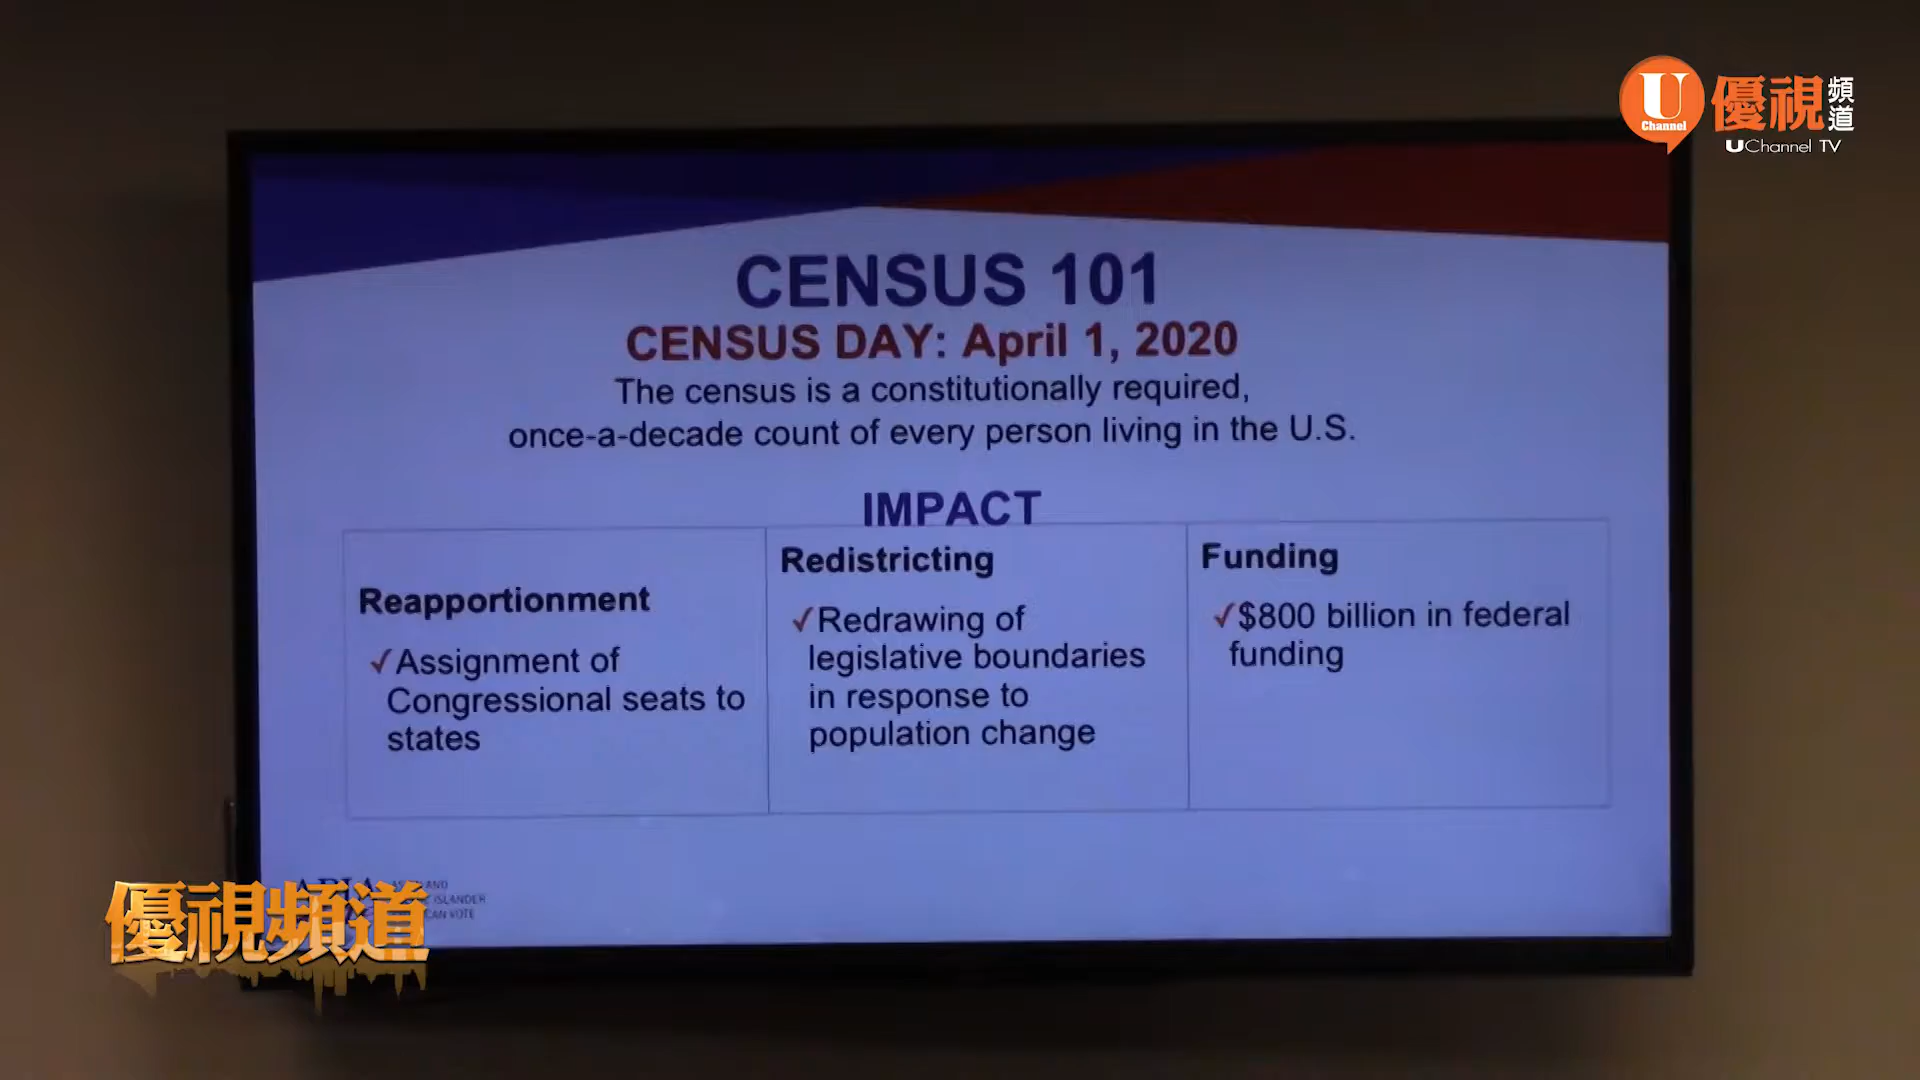 U
Channel
優視頻道
UChannel TV
CENSUS 101
CENSUS DAY: April 1, 2020
The census is a constitutionally required,
once-a-decade count of every person living in the U.S.
IMPACT
Reapportionment
✓Assignment of
Congressional seats to
states
Redistricting
✓Redrawing of
legislative boundaries
in response to
population change
Funding
✓$800 billion in federal
funding
ISLANDER
VOTE
優視頻道